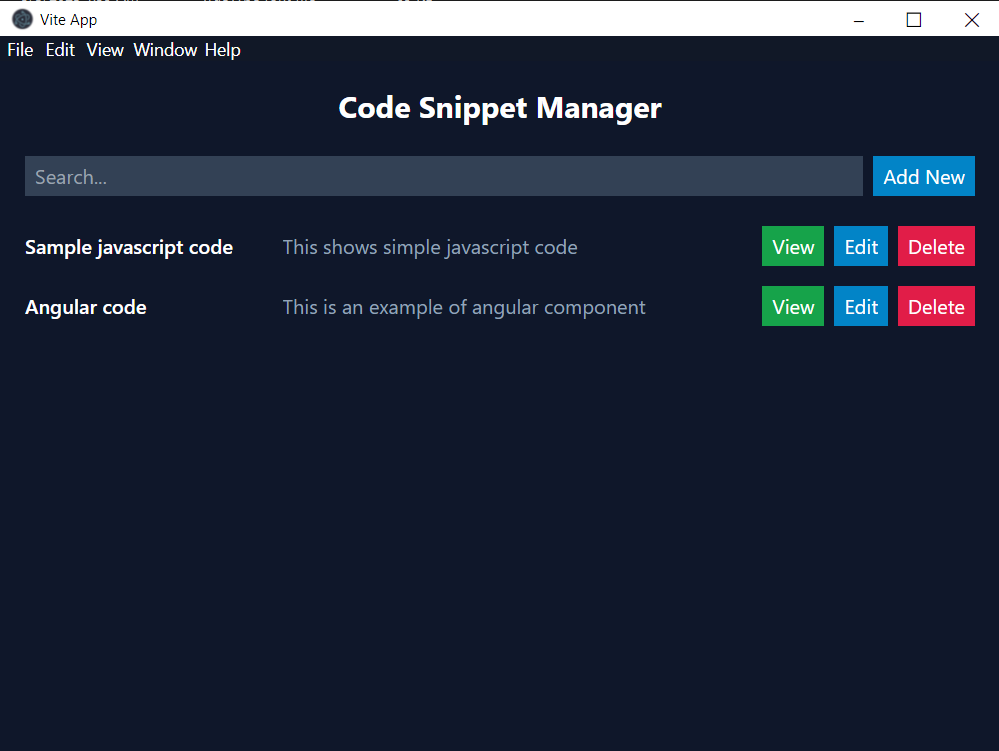 Vite App
File Edit View Window Help
Code Snippet Manager
Search... Add New
Sample javascript code This shows simple javascript code View Edit Delete
Angular code This is an example of angular component View Edit Delete